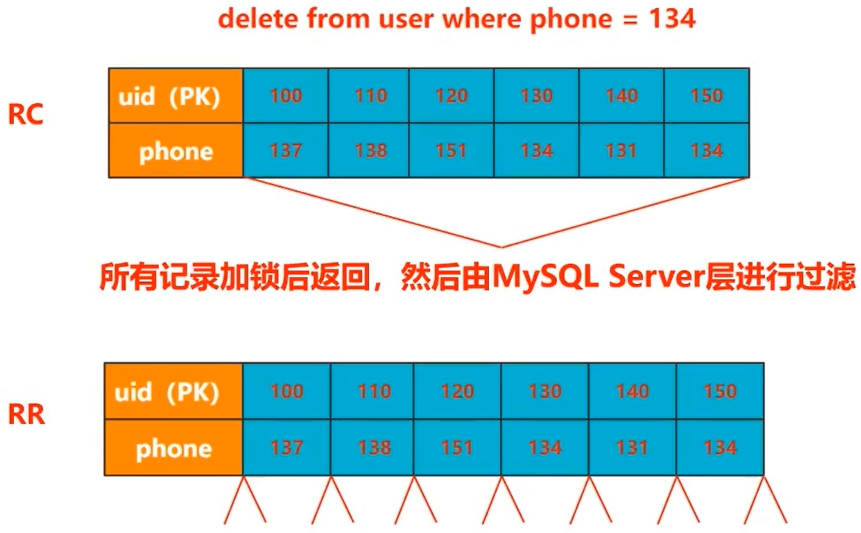 delete from user where phone = 134
RC
uid（PK） 100 110 120 130 140 150
phone 137 138 151 134 131 134
所有记录加锁后返回，然后由MySQL Server层进行过滤
RR
uid（PK） 100 110 120 130 140 150
phone 137 138 151 134 131 134